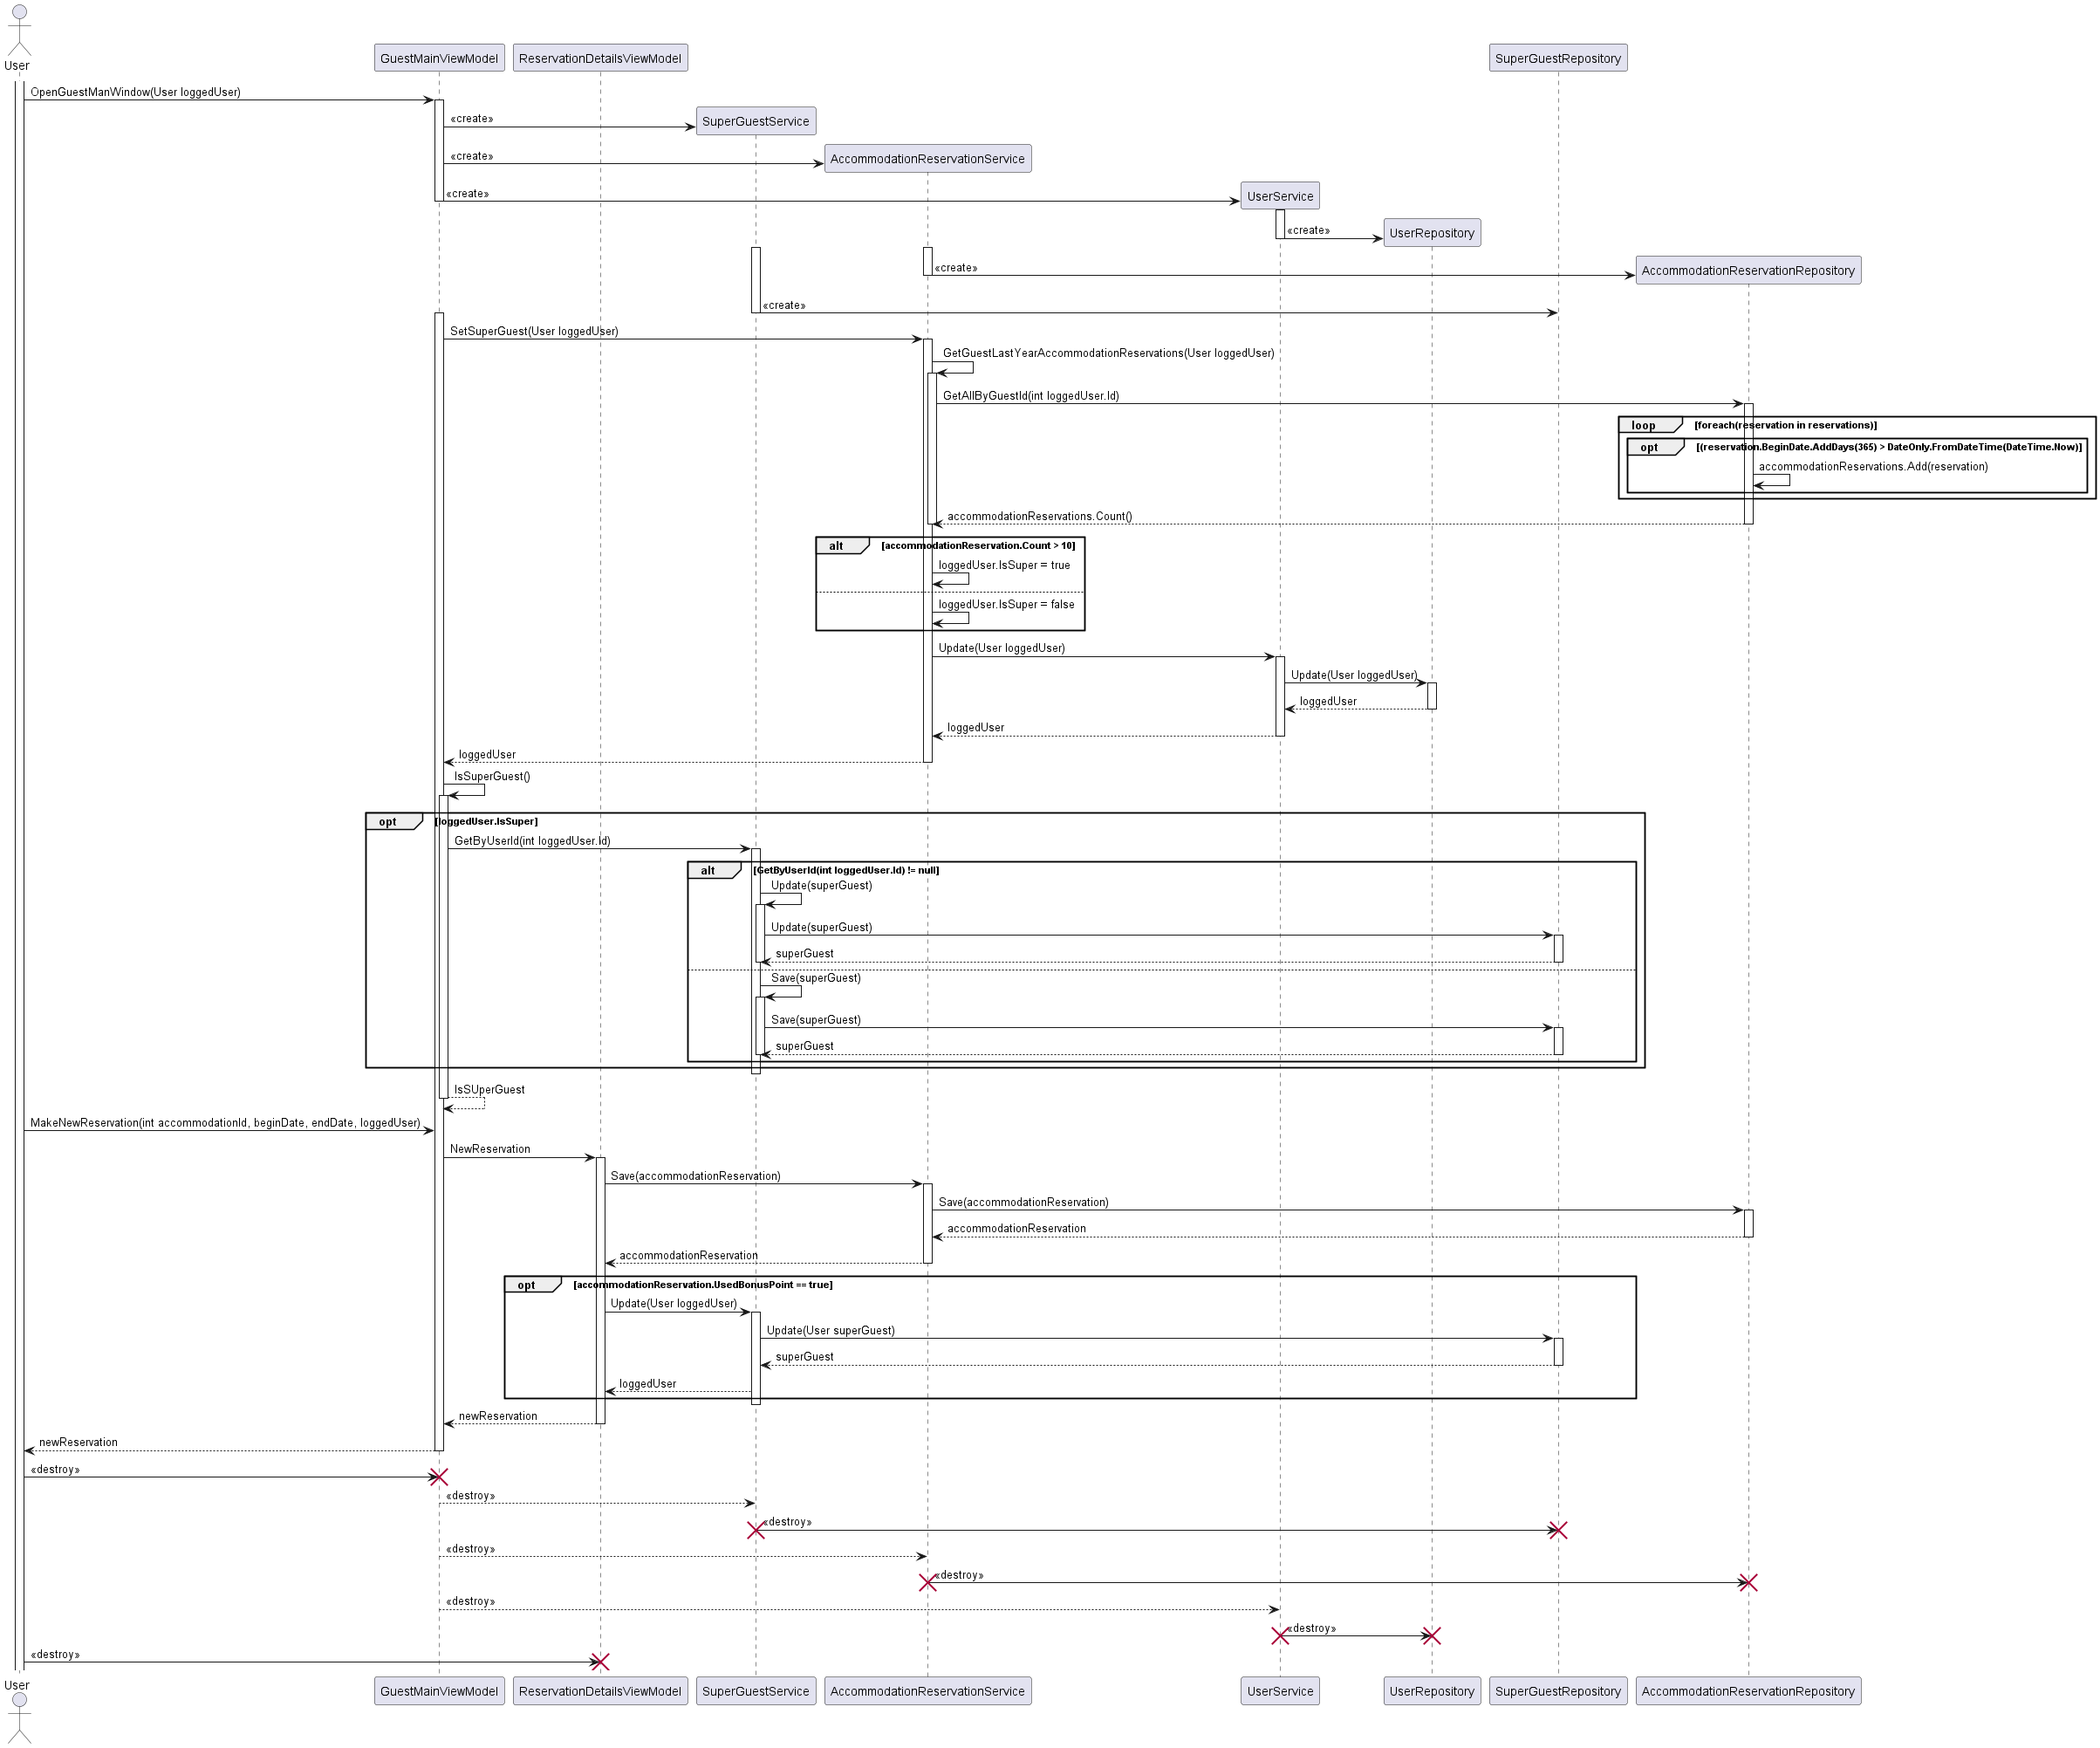 User
GuestMainViewModel
ReservationDetailsViewModel
SuperGuestRepository
OpenGuestManWindow(User loggedUser)
«create»
SuperGuestService
«create»
AccommodationReservationService
«create»
UserService
«create»
UserRepository
«create»
AccommodationReservationRepository
«create»
SetSuperGuest(User loggedUser)
GetGuestLastYearAccommodationReservations(User loggedUser)
GetAllByGuestId(int loggedUser.Id)
loop [foreach(reservation in reservations)]
opt [(reservation.BeginDate.AddDays(365) > DateOnly.FromDateTime(DateTime.Now)]
accommodationReservations.Add(reservation)
accommodationReservations.Count()
alt [accommodationReservation.Count > 10]
loggedUser.IsSuper = true
loggedUser.IsSuper = false
Update(User loggedUser)
Update(User loggedUser)
loggedUser
loggedUser
loggedUser
IsSuperGuest()
opt [loggedUser.IsSuper]
GetByUserId(int loggedUser.Id)
alt [GetByUserId(int loggedUser.Id) != null]
Update(superGuest)
Update(superGuest)
superGuest
Save(superGuest)
Save(superGuest)
superGuest
IsSUperGuest
MakeNewReservation(int accommodationId, beginDate, endDate, loggedUser)
NewReservation
Save(accommodationReservation)
Save(accommodationReservation)
accommodationReservation
accommodationReservation
opt [accommodationReservation.UsedBonusPoint == true]
Update(User loggedUser)
Update(User superGuest)
superGuest
loggedUser
newReservation
newReservation
«destroy»
«destroy»
«destroy»
«destroy»
«destroy»
«destroy»
«destroy»
«destroy»
User
GuestMainViewModel
ReservationDetailsViewModel
SuperGuestService
AccommodationReservationService
UserService
UserRepository
SuperGuestRepository
AccommodationReservationRepository